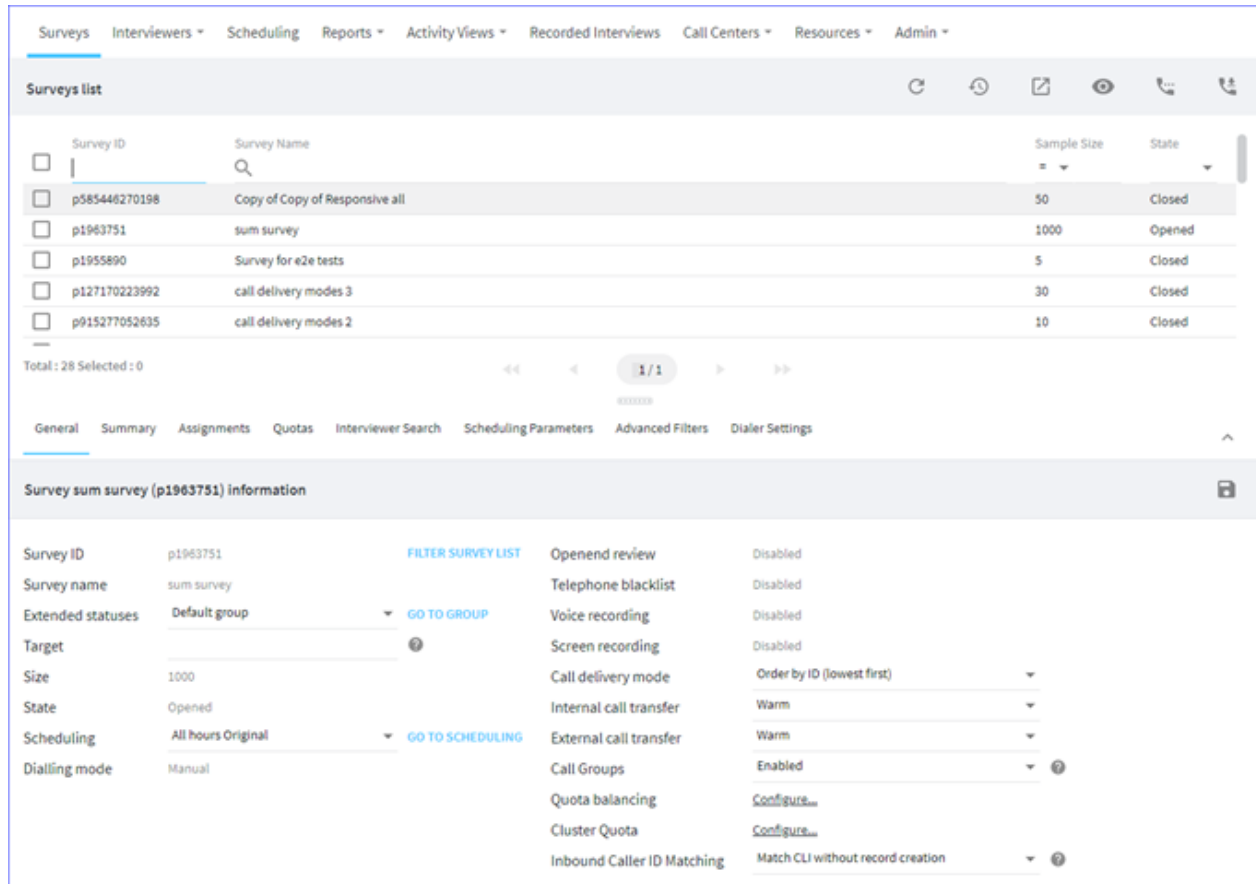 Surveys Interviewers Scheduling Reports Activity Views Recorded Interviews Call Centers Resources Admin
Surveys list
Survey ID Survey Name Sample Size State
=
p585446270198 Copy of Copy of Responsive all 50 Closed
p1963751 sum survey 1000 Opened
p1955890 Survey for e2e tests 5 Closed
p127170223992 call delivery modes 3 30 Closed
p915277052635 call delivery modes 2 10 Closed
Total : 28 Selected : 0 1 / 1
General Summary Assignments Quotas Interviewer Search Scheduling Parameters Advanced Filters Dialer Settings
Survey sum survey (p1963751) information
Survey ID p1963751 FILTER SURVEY LIST Openend review Disabled
Survey name sum survey Telephone blacklist Disabled
Extended statuses Default group GO TO GROUP Voice recording Disabled
Target Screen recording Disabled
Size 1000 Call delivery mode Order by ID (lowest first)
State Opened Internal call transfer Warm
Scheduling All hours Original GO TO SCHEDULING External call transfer Warm
Dialling mode Manual Call Groups Enabled
Quota balancing Configure...
Cluster Quota Configure...
Inbound Caller ID Matching Match CLI without record creation